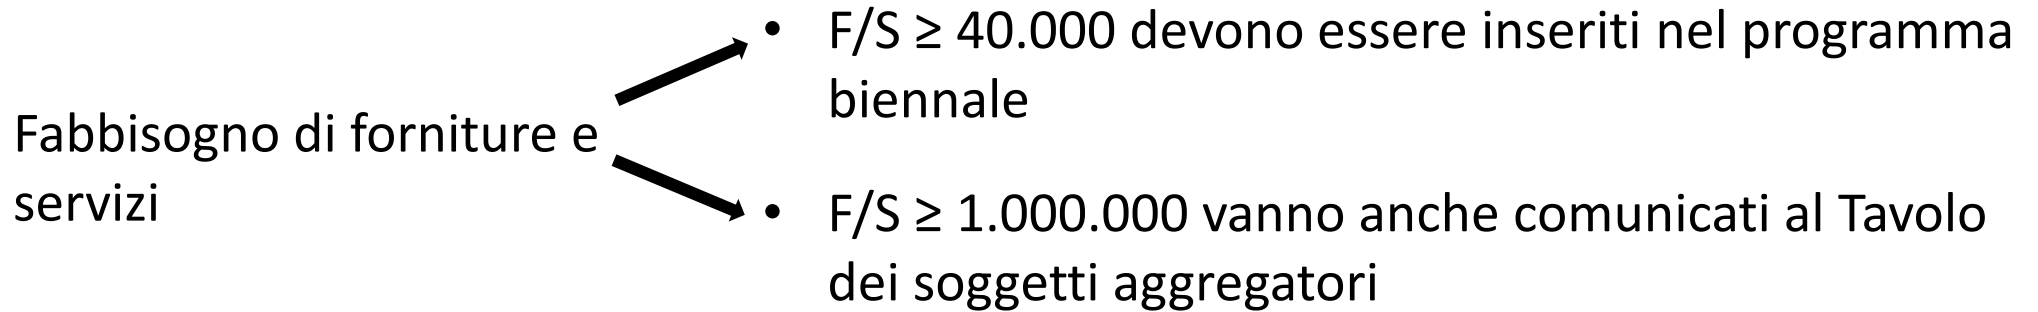 Fabbisogno di forniture e
servizi
• F/S ≥ 40.000 devono essere inseriti nel programma
biennale
• F/S ≥ 1.000.000 vanno anche comunicati al Tavolo
dei soggetti aggregatori